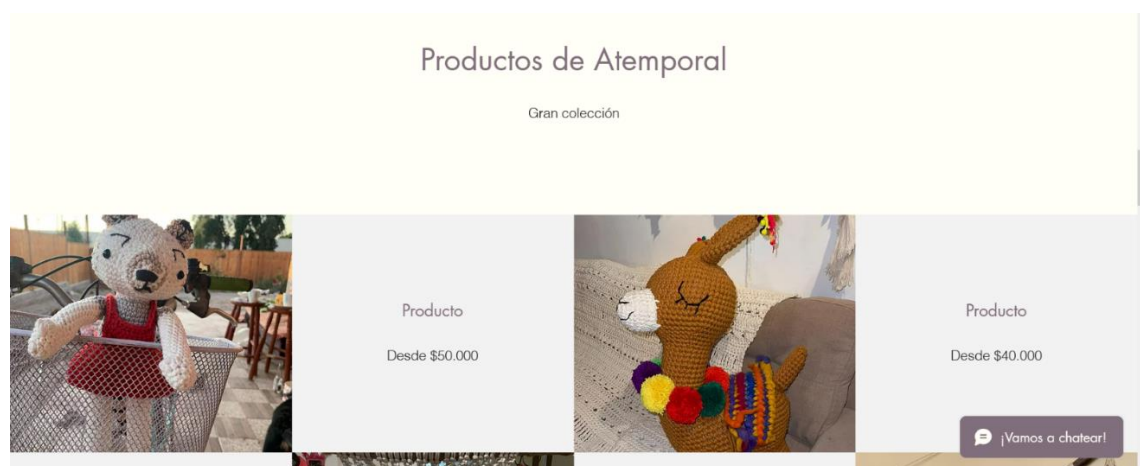 Productos de Atemporal
Gran colección
Producto
Desde $50.000
Producto
Desde $40.000
¡Vamos a chatear!